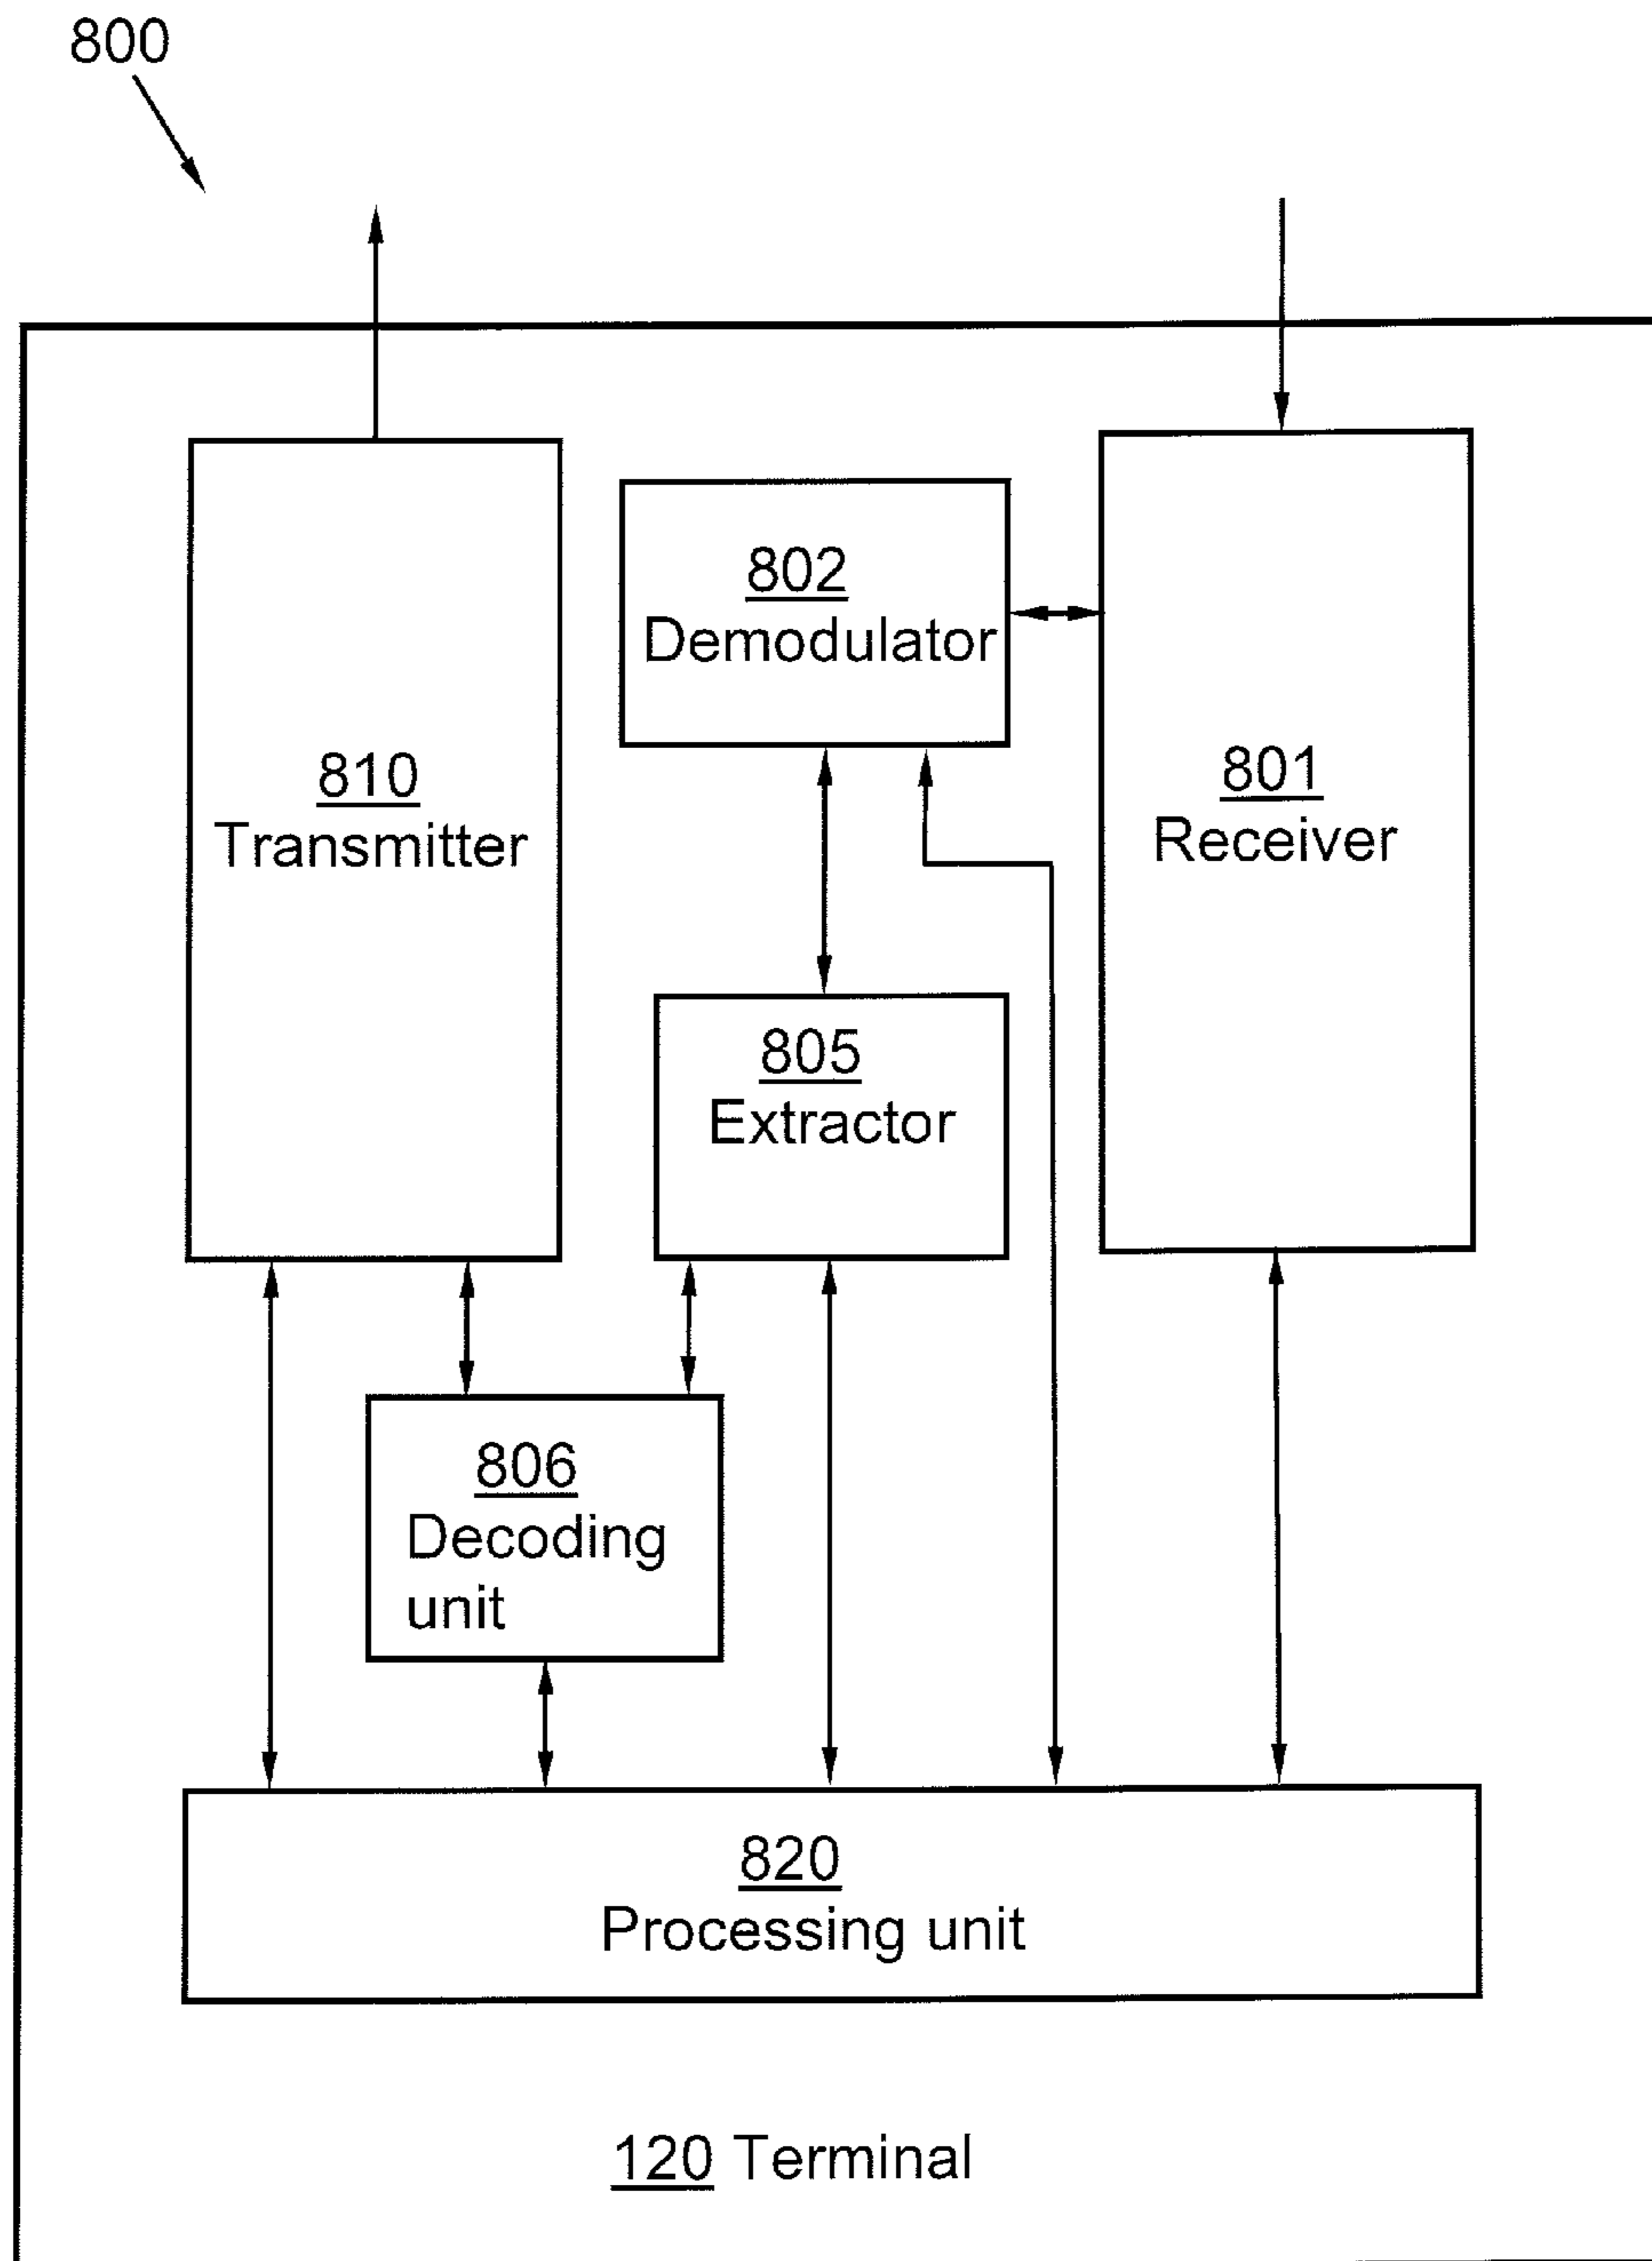 800
802
Demodulator
810
Transmitter
801
Receiver
805
Extractor
806
Decoding
unit
820
Processing unit
120 Terminal